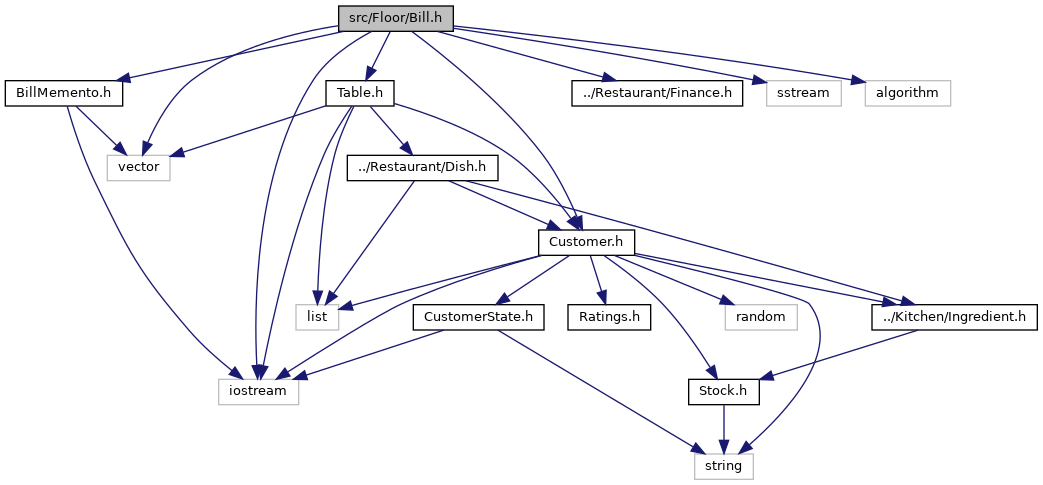 src/Floor/Bill.h
BillMemento.h
Table.h
../Restaurant/Finance.h
sstream
algorithm
vector
../Restaurant/Dish.h
Customer.h
list
CustomerState.h
Ratings.h
random
../Kitchen/Ingredient.h
iostream
Stock.h
string